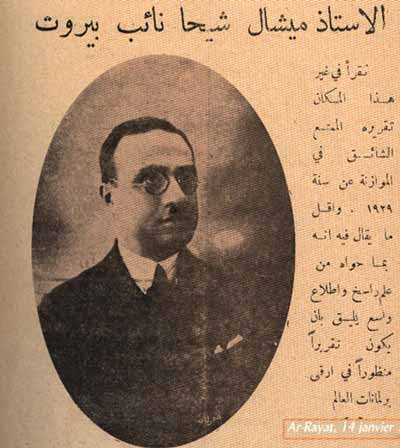 الاستاذ ميشال شيحا نائب بيروت
نقرأ في غير
هذا المكان
تقريره الممتع
الشائق في
الموازنة عن سنة
١٩٢٩ . واقل
ما يقال فيه انه
بما حواه من
علم راسخ واطلاع
واسع يليق بان
يكون تقريراً
منظوراً في ارقى
برلمانات العالم
Ar-Rayat, 14 janvier